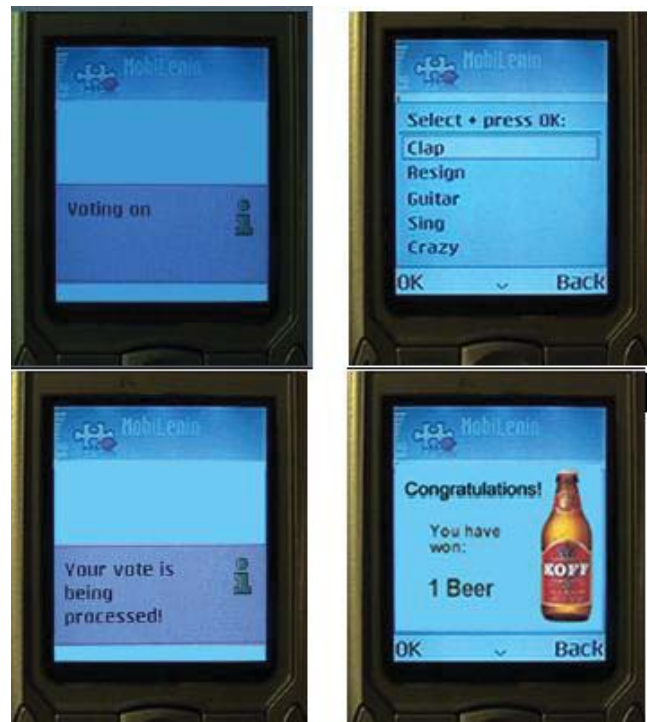 MobiLenin
Voting on
MobiLenin
Select + press OK:
Clap
Resign
Guitar
Sing
Crazy
OK Back
MobiLenin
Your vote is
being
processed!
MobiLenin
Congratulations!
You have
won:
KOFF
1 Beer
OK Back